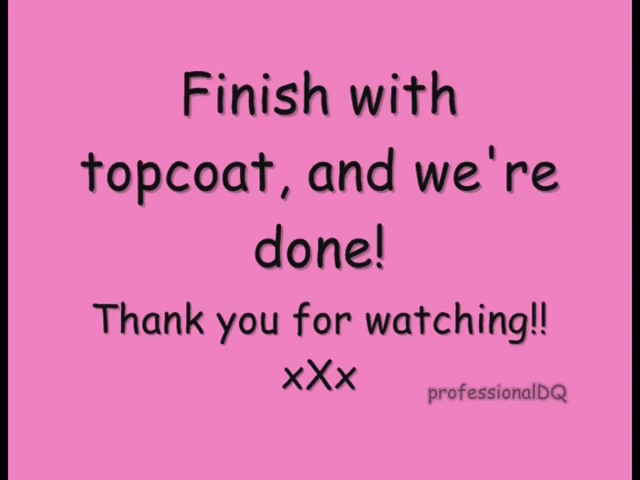 Finish with
topcoat, and we're
done!
Thank you for watching!!
xXx
professionalDQ